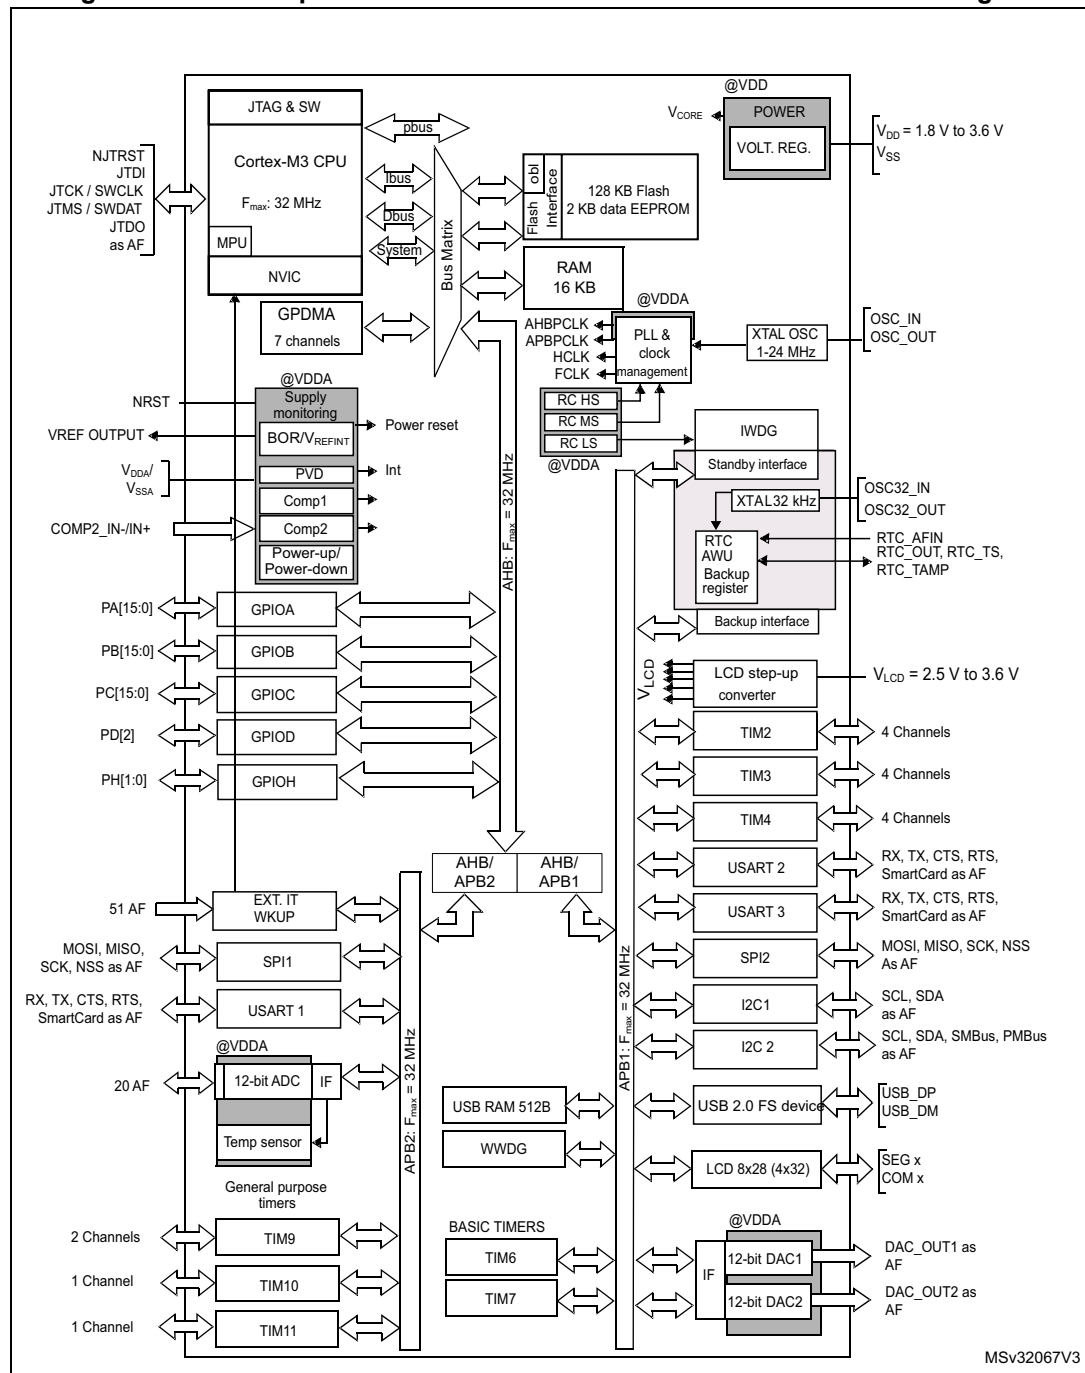 @VDD
JTAG & SW
pbus
VCORE
POWER
VDD = 1.8 V to 3.6 V
VSS
VOLT. REG.
NJTRST
JTDI
JTCK / SWCLK
JTMS / SWDAT
JTDO
as AF
Cortex-M3 CPU
Fmax: 32 MHz
MPU
NVIC
Ibus
Dbus
System
Bus Matrix
obl
Flash
Interface
128 KB Flash
2 KB data EEPROM
RAM
16 KB
GPDMA
7 channels
@VDDA
AHBPCLK
APBPCLK
HCLK
FCLK
PLL &
clock
management
XTAL OSC
1-24 MHz
OSC_IN
OSC_OUT
RC HS
RC MS
RC LS
@VDDA
@VDDA
NRST
VREF OUTPUT
VDDA/
VSSA
COMP2_IN-/IN+
Supply
monitoring
BOR/VREFINT
Power reset
PVD
Int
Comp1
Comp2
Power-up/
Power-down
AHB: Fmax = 32 MHz
IWDG
Standby interface
XTAL32 kHz
OSC32_IN
OSC32_OUT
RTC
AWU
Backup
register
RTC_AFIN
RTC_OUT, RTC_TS,
RTC_TAMP
Backup interface
PA[15:0]
GPIOA
PB[15:0]
GPIOB
PC[15:0]
GPIOC
PD[2]
GPIOD
PH[1:0]
GPIOH
VLCD
LCD step-up
converter
VLCD = 2.5 V to 3.6 V
TIM2
4 Channels
TIM3
4 Channels
TIM4
4 Channels
AHB/
APB2
AHB/
APB1
USART 2
RX, TX, CTS, RTS,
SmartCard as AF
USART 3
RX, TX, CTS, RTS,
SmartCard as AF
SPI2
MOSI, MISO, SCK, NSS
As AF
I2C1
SCL, SDA
as AF
I2C 2
SCL, SDA, SMBus, PMBus
as AF
51 AF
EXT. IT
WKUP
MOSI, MISO,
SCK, NSS as AF
SPI1
RX, TX, CTS, RTS,
SmartCard as AF
USART 1
@VDDA
20 AF
12-bit ADC
IF
Temp sensor
APB2: Fmax = 32 MHz
APB1: Fmax = 32 MHz
USB RAM 512B
USB 2.0 FS device
USB_DP
USB_DM
WWDG
LCD 8x28 (4x32)
SEG x
COM x
General purpose
timers
2 Channels
TIM9
1 Channel
TIM10
1 Channel
TIM11
BASIC TIMERS
TIM6
TIM7
@VDDA
IF
12-bit DAC1
DAC_OUT1 as
AF
12-bit DAC2
DAC_OUT2 as
AF
MSv32067V3